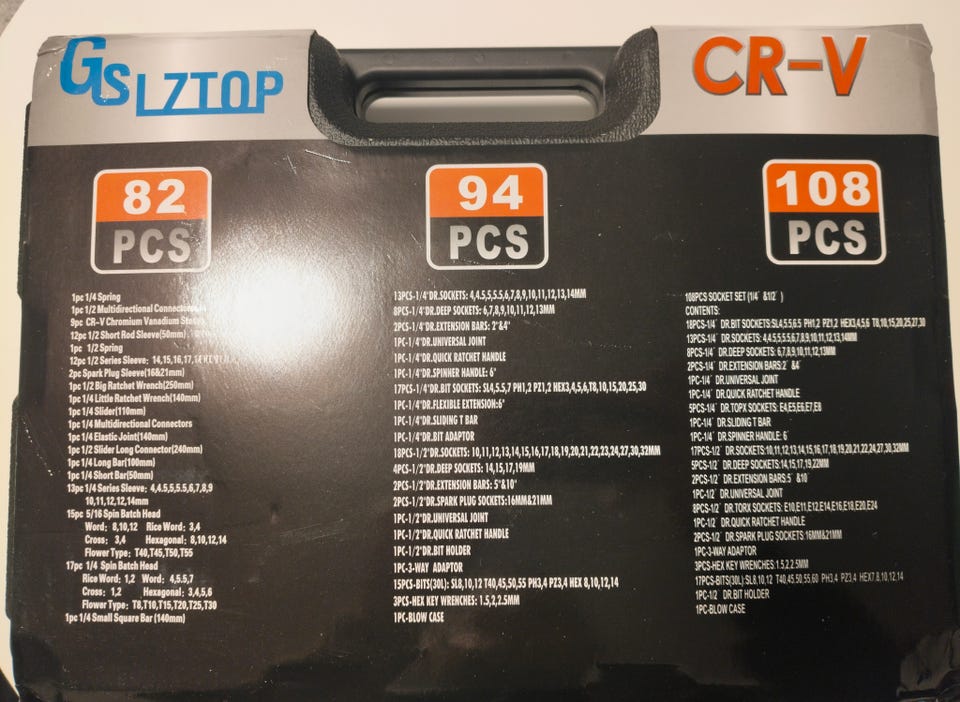 GSLZTOP
CR-V
82
PCS
1pc 1/4 Spring
1pc 1/2 Multidirectional Connectors
9pc CR-V Chromium Vanadium
12pc 1/2 Short Rod Sleeve(50mm)
1pc 1/2 Spring
12pc 1/2 Series Sleeve: 14,15,16,17,
2pc Spark Plug Sleeve(16&21mm)
1pc 1/2 Big Ratchet Wrench(250mm)
1pc 1/4 Little Ratchet Wrench(140mm)
1pc 1/4 Slider(110mm)
1pc 1/4 Multidirectional Connectors
1pc 1/4 Elastic Joint(140mm)
1pc 1/2 Slider Long Connector(240mm)
1pc 1/4 Long Bar(100mm)
1pc 1/4 Short Bar(50mm)
13pc 1/4 Series Sleeve: 4,4.5,5,5.5,6,7,8,9
10,11,12,12,14mm
15pc 5/16 Spin Batch Head
Word: 8,10,12 Rice Word: 3,4
Cross: 3,4 Hexagonal: 8,10,12,14
Flower Type: T40,T45,T50,T55
17pc 1/4 Spin Batch Head
Rice Word: 1,2 Word: 4,5.5,7
Cross: 1,2 Hexagonal: 3,4,5,6
Flower Type: T8,T10,T15,T20,T25,T30
1pc 1/4 Small Square Bar (140mm)
94
PCS
13PCS-1/4"DR.SOCKETS: 4,4.5,5,5.5,6,7,8,9,10,11,12,13,14MM
8PCS-1/4"DR.DEEP SOCKETS: 6,7,8,9,10,11,12,13MM
2PCS-1/4"DR.EXTENSION BARS: 2"&4"
1PC-1/4"DR.UNIVERSAL JOINT
1PC-1/4"DR.QUICK RATCHET HANDLE
1PC-1/4"DR.SPINNER HANDLE: 6"
17PCS-1/4"DR.BIT SOCKETS: SL4,5.5,7 PH1,2 PZ1,2 HEX3,4,5,6,T8,10,15,20,25,30
1PC-1/4"DR.FLEXIBLE EXTENSION:6"
1PC-1/4"DR.SLIDING T BAR
1PC-1/4"DR.BIT ADAPTOR
18PCS-1/2"DR.SOCKETS: 10,11,12,13,14,15,16,17,18,19,20,21,22,23,24,27,30,32MM
4PCS-1/2"DR.DEEP SOCKETS: 14,15,17,19MM
2PCS-1/2"DR.EXTENSION BARS: 5"&10"
2PCS-1/2"DR.SPARK PLUG SOCKETS:16MM&21MM
1PC-1/2"DR.UNIVERSAL JOINT
1PC-1/2"DR.QUICK RATCHET HANDLE
1PC-1/2"DR.BIT HOLDER
1PC-3-WAY ADAPTOR
15PCS-BITS(30L): SL8,10,12 T40,45,50,55 PH3,4 PZ3,4 HEX 8,10,12,14
3PCS-HEX KEY WRENCHES: 1.5,2,2.5MM
1PC-BLOW CASE
108
PCS
108PCS SOCKET SET (1/4" &1/2" )
CONTENTS:
18PCS-1/4" DR.BIT SOCKETS:SL4,5.5,6.5 PH1,2 PZ1,2 HEX3,4,5,6 T8,10,15,20,25,27,30
13PCS-1/4" DR.SOCKETS: 4,4.5,5,5.5,6,7,8,9,10,11,12,13,14MM
8PCS-1/4" DR.DEEP SOCKETS: 6,7,8,9,10,11,12,13MM
2PCS-1/4" DR.EXTENSION BARS:2" &4"
1PC-1/4" DR.UNIVERSAL JOINT
1PC-1/4" DR.QUICK RATCHET HANDLE
5PCS-1/4" DR.TOPX SOCKETS: E4,E5,E6,E7,E8
1PC-1/4" DR.SLIDING T BAR
1PC-1/4" DR.SPINNER HANDLE: 6"
17PCS-1/2" DR.SOCKETS:10,11,12,13,14,15,16,17,18,19,20,21,22,24,27,30,32MM
5PCS-1/2" DR.DEEP SOCKETS:14,15,17,19,22MM
2PCS-1/2" DR.EXTENSION BARS:5" &10"
1PC-1/2" DR.UNIVERSAL JOINT
8PCS-1/2" DR.TORX SOCKETS: E10,E11,E12,E14,E16,E18,E20,E24
1PC-1/2" DR.QUICK RATCHET HANDLE
2PCS-1/2" DR.SPARK PLUG SOCKETS:16MM&21MM
1PC-3-WAY ADAPTOR
3PCS-HEX KEY WRENCHES:1.5,2,2.5MM
17PCS-BITS(30L):SL8,10,12 T40,45,50,55,60 PH3,4 PZ3,4 HEX7,8,10,12,14
1PC-1/2" DR.BIT HOLDER
1PC-BLOW CASE